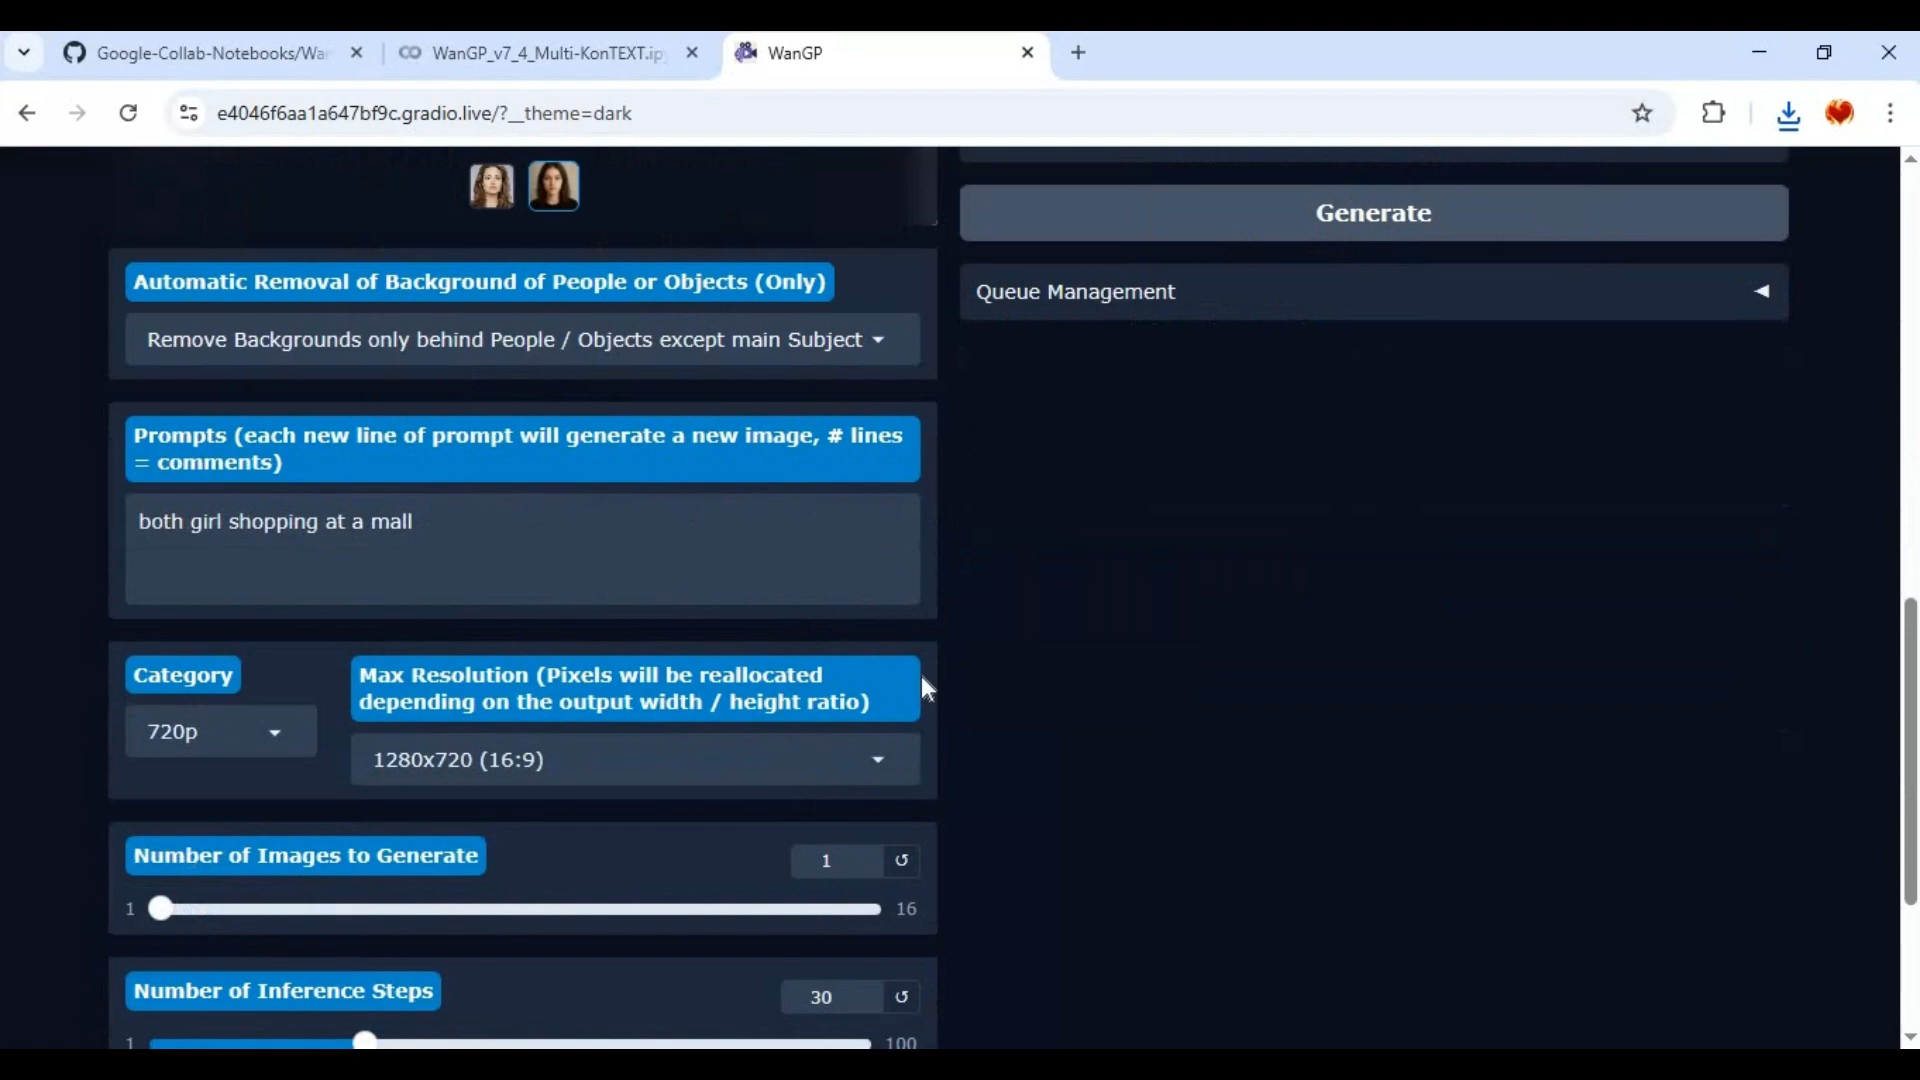 Google-Collab-Notebooks/Wan
WanGP_v7_4_Multi-KonTEXT.ipy
WanGP
e4046f6aa1a647bf9c.gradio.live/?__theme=dark
Generate
Queue Management
Automatic Removal of Background of People or Objects (Only)
Remove Backgrounds only behind People / Objects except main Subject
Prompts (each new line of prompt will generate a new image, # lines
= comments)
both girl shopping at a mall
Category
720p
Max Resolution (Pixels will be reallocated
depending on the output width / height ratio)
1280x720 (16:9)
Number of Images to Generate
1
1
16
Number of Inference Steps
30
1
100